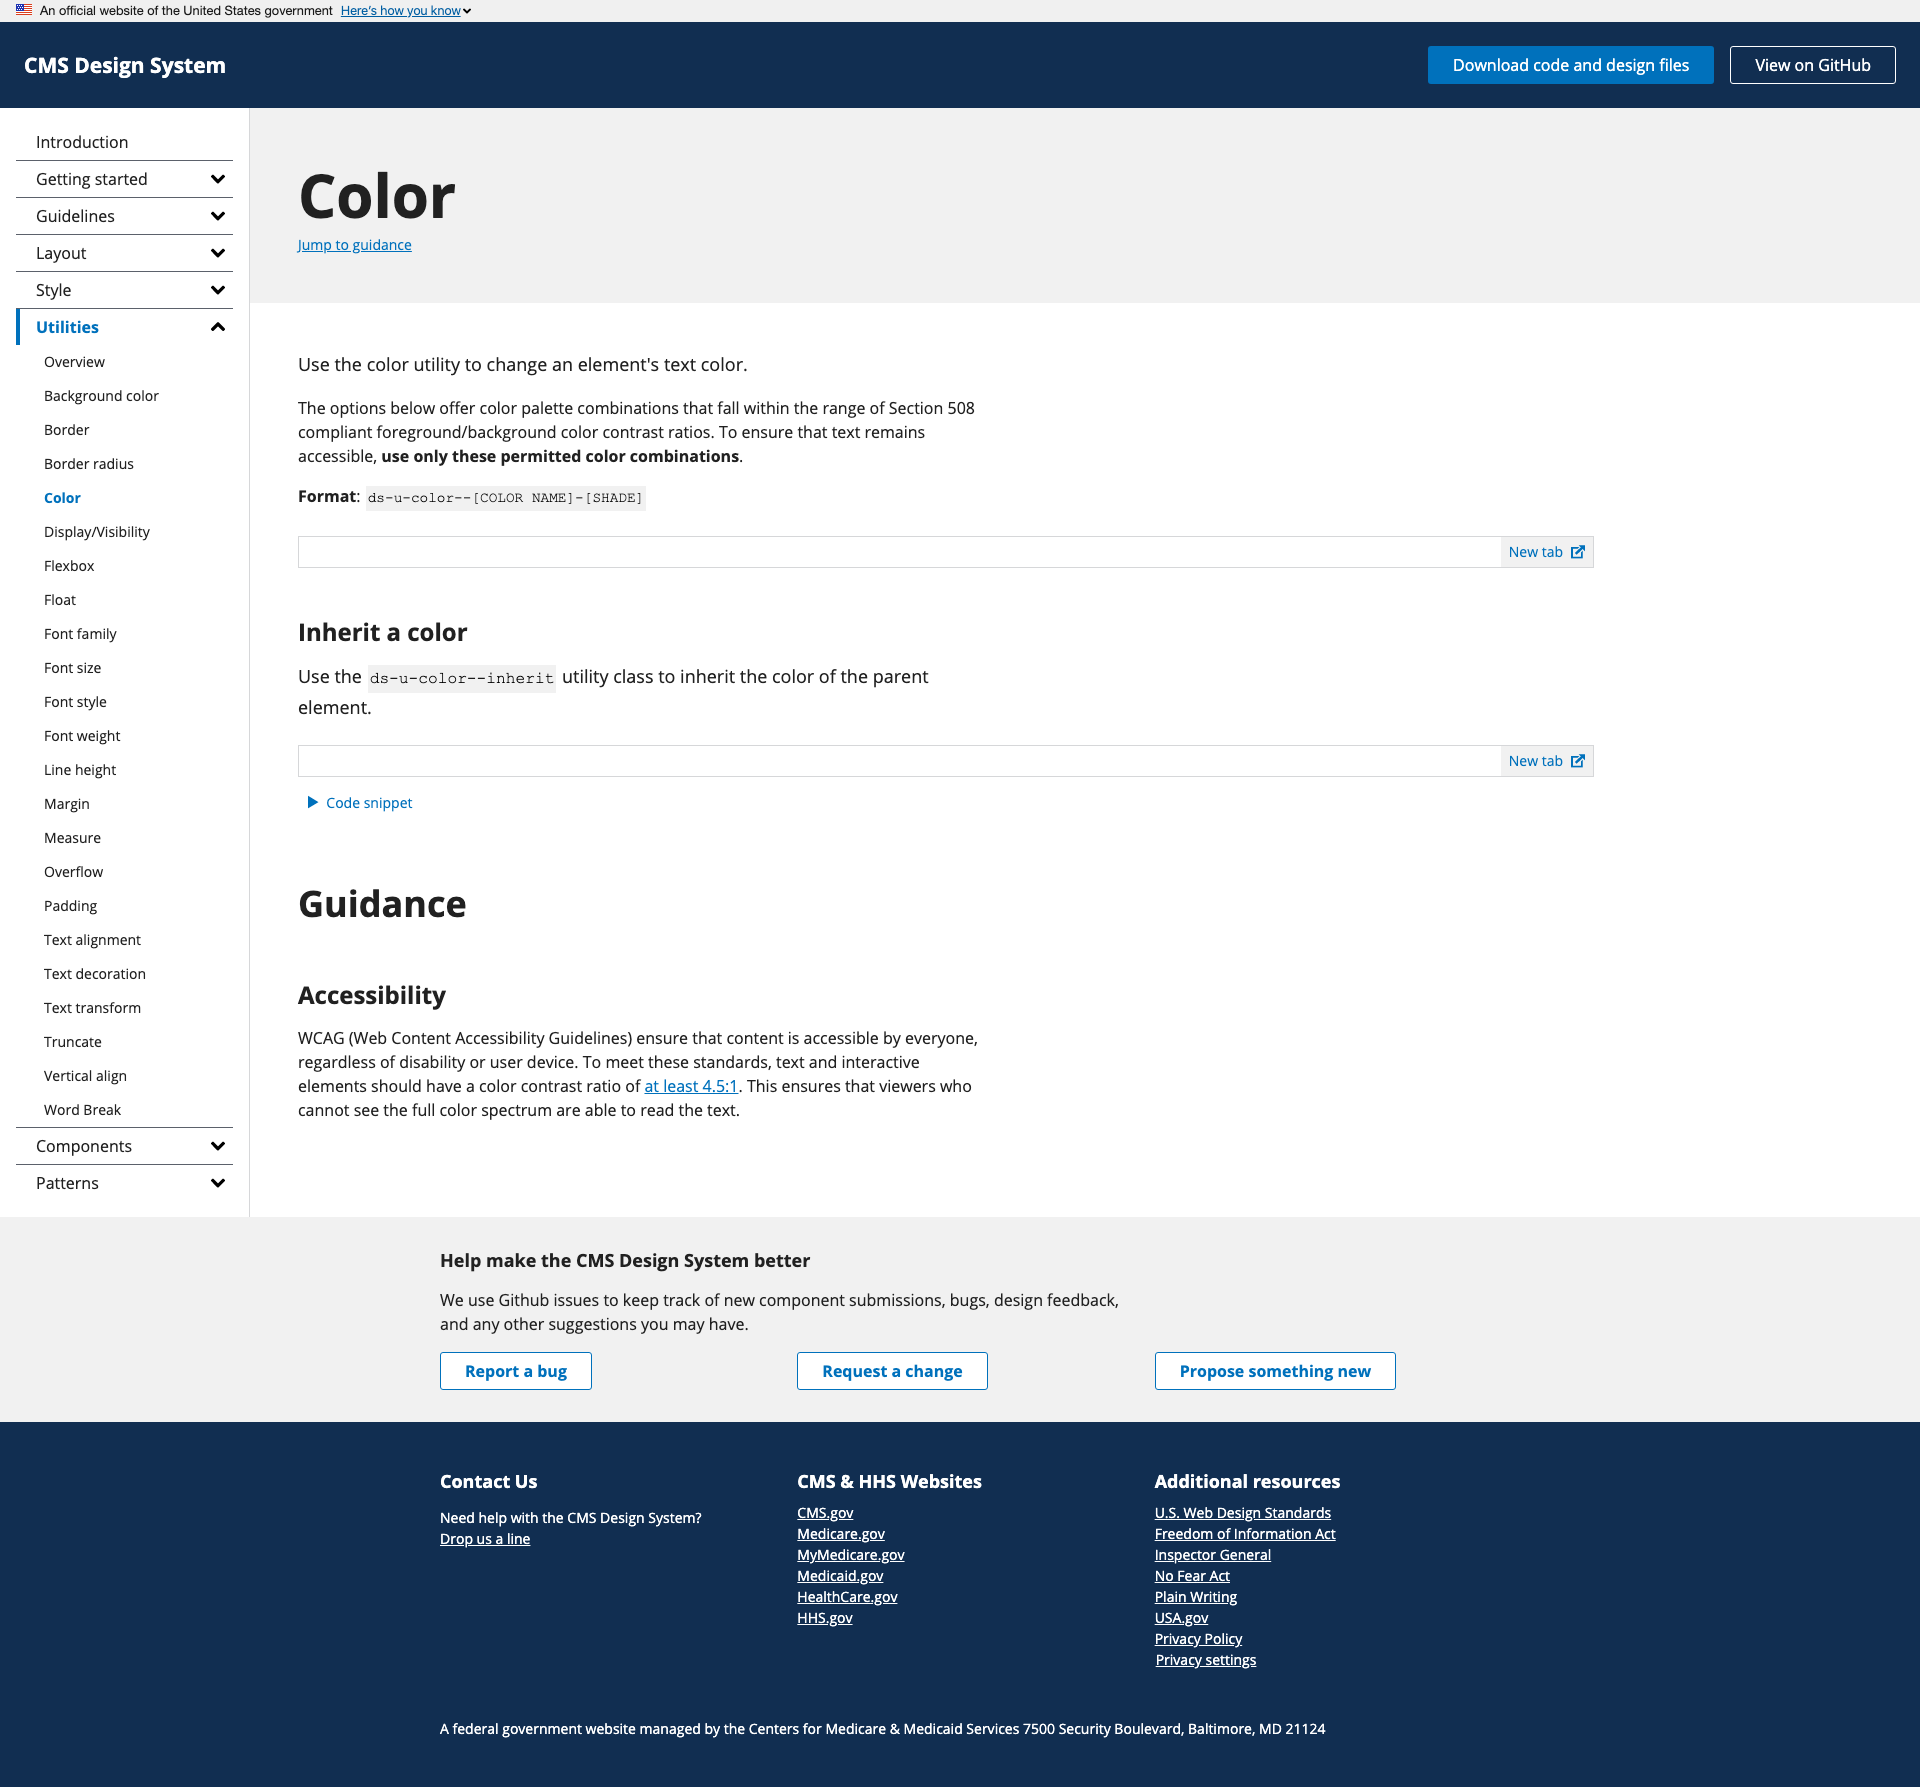 An official website of the United States government Here's how you know
CMS Design System
Download code and design files
View on GitHub
Introduction
Getting started
Guidelines
Layout
Style
Utilities
Overview
Background color
Border
Border radius
Color
Display/Visibility
Flexbox
Float
Font family
Font size
Font style
Font weight
Line height
Margin
Measure
Overflow
Padding
Text alignment
Text decoration
Text transform
Truncate
Vertical align
Word Break
Components
Patterns
Color
Jump to guidance
Use the color utility to change an element's text color.
The options below offer color palette combinations that fall within the range of Section 508
compliant foreground/background color contrast ratios. To ensure that text remains
accessible, use only these permitted color combinations.
Format: ds-u-color--[COLOR NAME]-[SHADE]
New tab
Inherit a color
Use the ds-u-color--inherit utility class to inherit the color of the parent
element.
New tab
Code snippet
Guidance
Accessibility
WCAG (Web Content Accessibility Guidelines) ensure that content is accessible by everyone,
regardless of disability or user device. To meet these standards, text and interactive
elements should have a color contrast ratio of at least 4.5:1. This ensures that viewers who
cannot see the full color spectrum are able to read the text.
Help make the CMS Design System better
We use Github issues to keep track of new component submissions, bugs, design feedback,
and any other suggestions you may have.
Report a bug
Request a change
Propose something new
Contact Us
Need help with the CMS Design System?
Drop us a line
CMS & HHS Websites
CMS.gov
Medicare.gov
MyMedicare.gov
Medicaid.gov
HealthCare.gov
HHS.gov
Additional resources
U.S. Web Design Standards
Freedom of Information Act
Inspector General
No Fear Act
Plain Writing
USA.gov
Privacy Policy
Privacy settings
A federal government website managed by the Centers for Medicare & Medicaid Services 7500 Security Boulevard, Baltimore, MD 21124